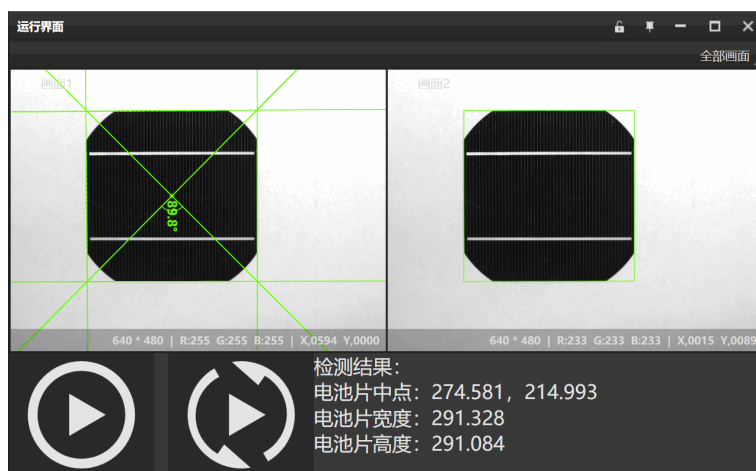 运行界面
全部画面
画面1
画面2
89.8°
640 * 480 | R:255 G:255 B:255 | X,0594 Y,0000
640 * 480 | R:233 G:233 B:233 | X,0015 Y,0089
检测结果：
电池片中点：274.581，214.993
电池片宽度：291.328
电池片高度：291.084